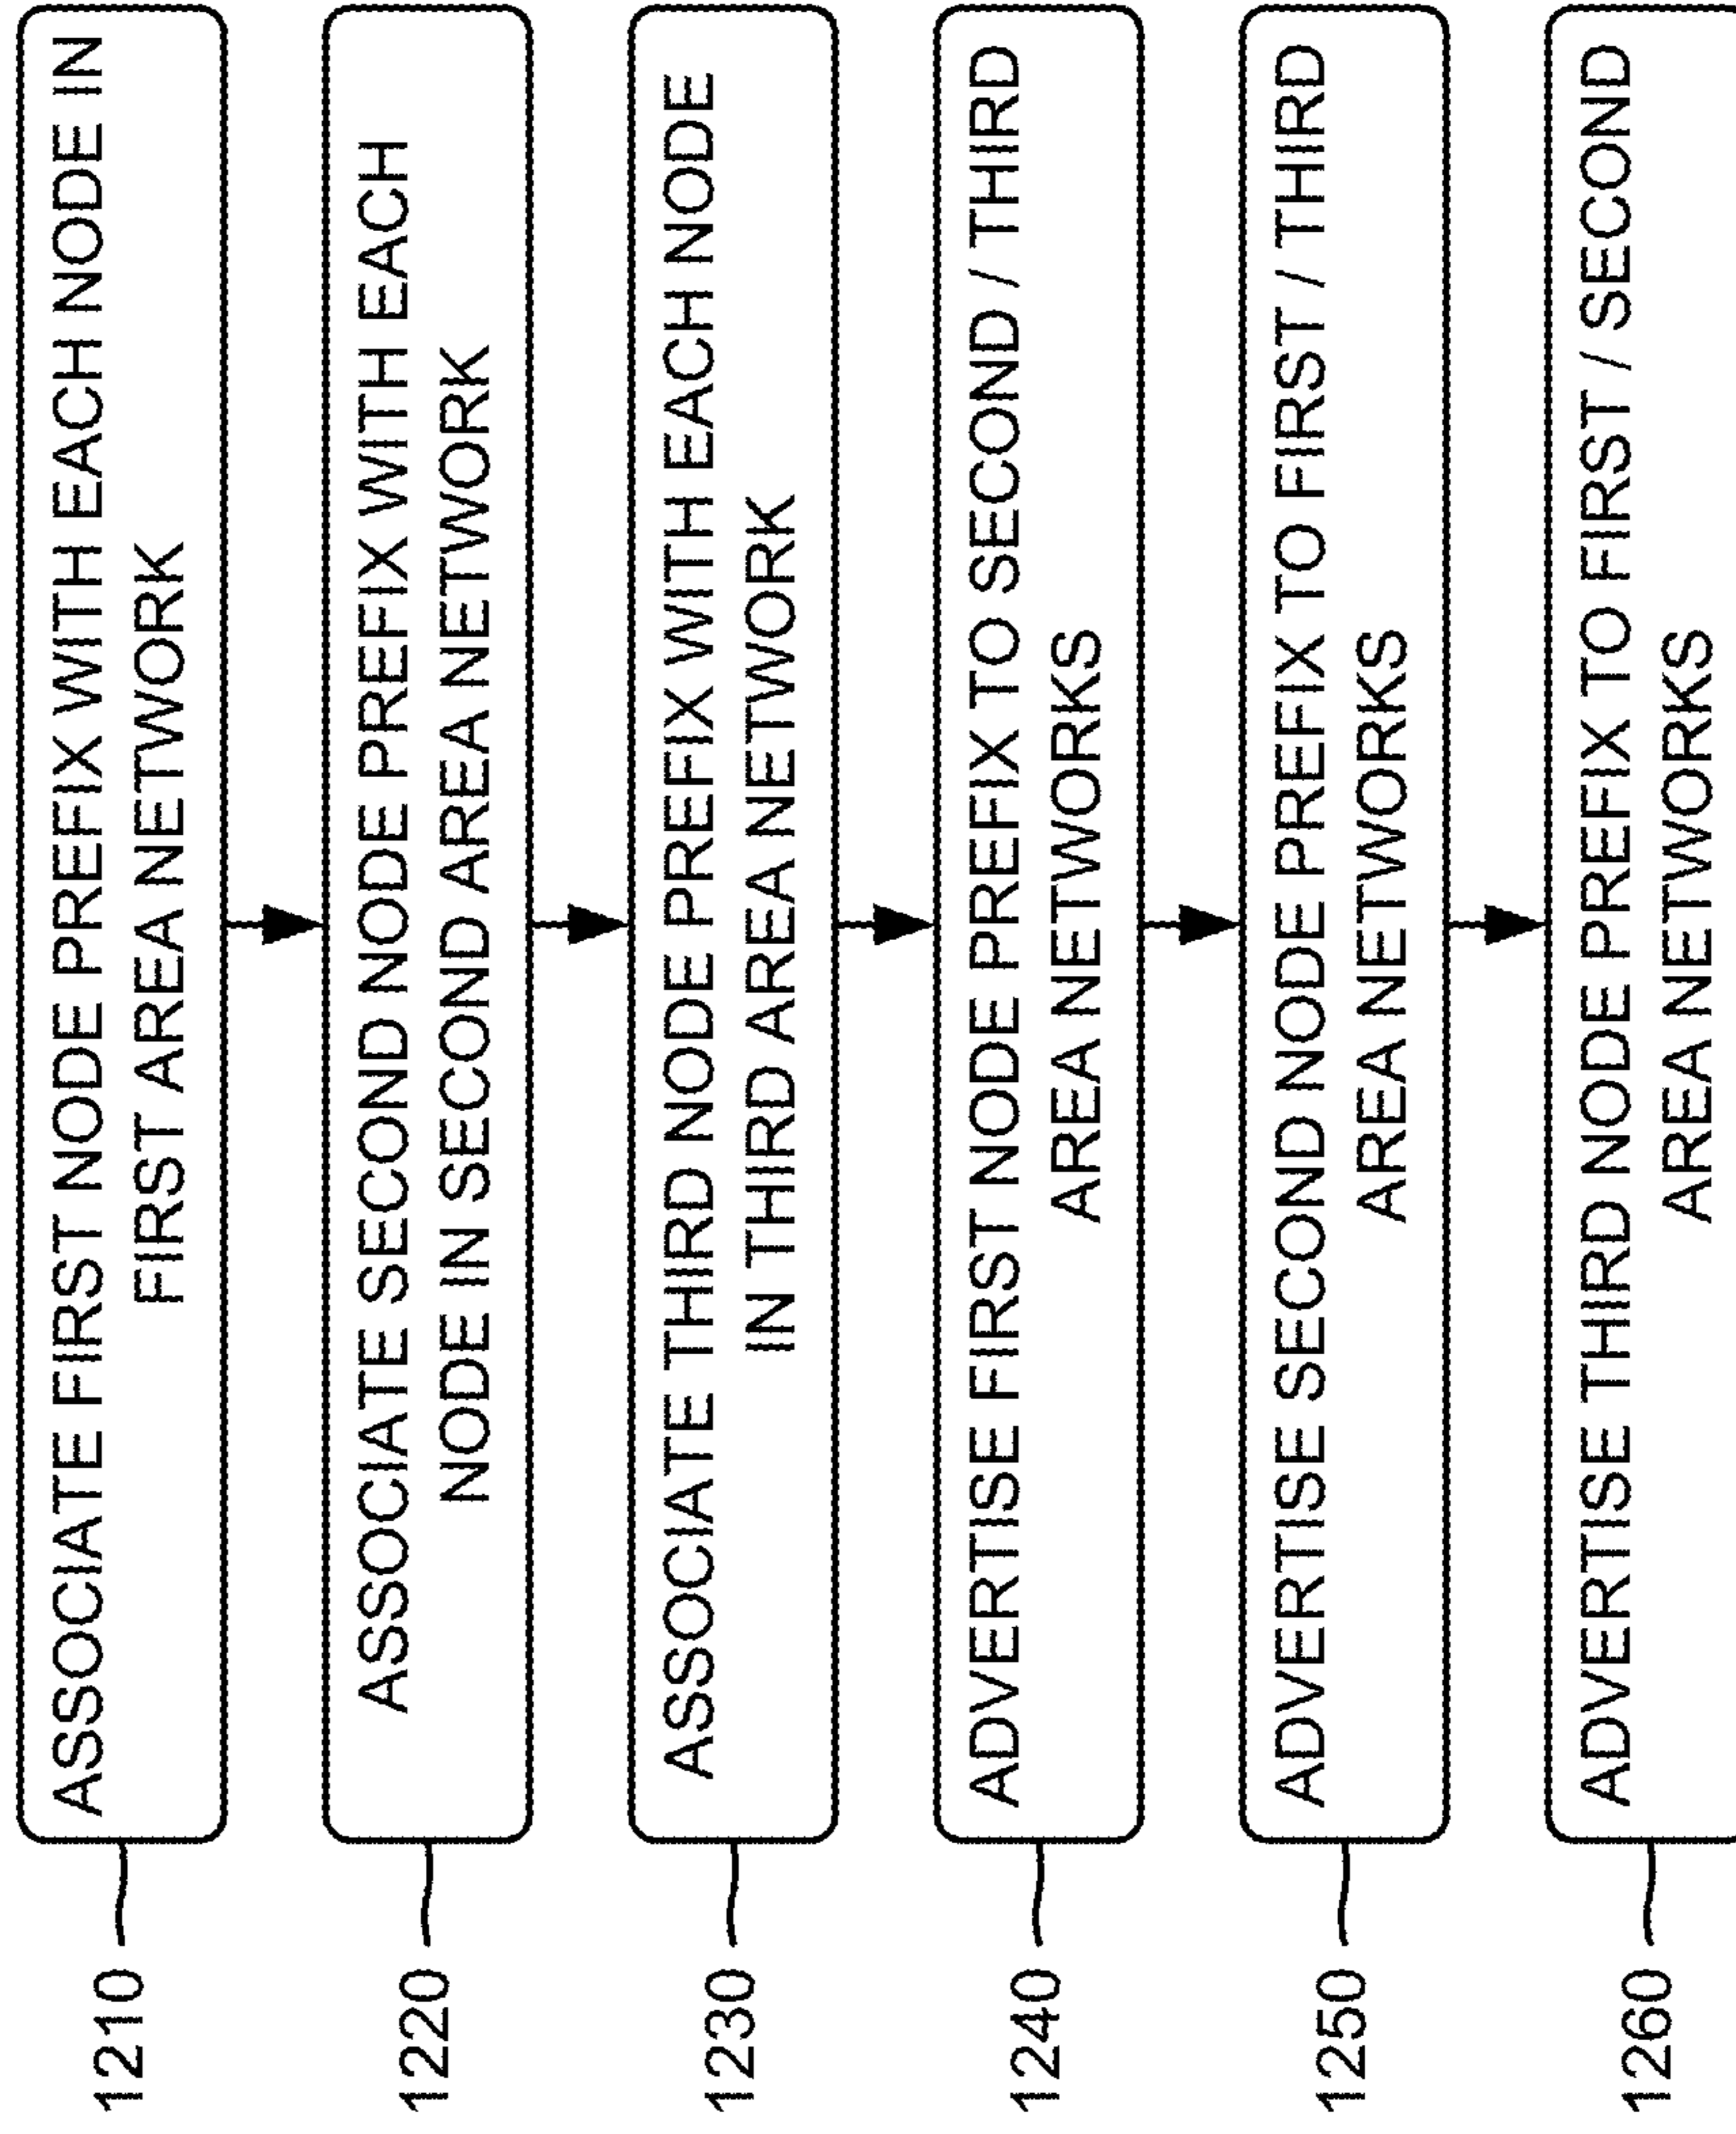 1210
ASSOCIATE FIRST NODE PREFIX WITH EACH NODE IN
FIRST AREA NETWORK
1220
ASSOCIATE SECOND NODE PREFIX WITH EACH
NODE IN SECOND AREA NETWORK
1230
ASSOCIATE THIRD NODE PREFIX WITH EACH NODE
IN THIRD AREA NETWORK
1240
ADVERTISE FIRST NODE PREFIX TO SECOND / THIRD
AREA NETWORKS
1250
ADVERTISE SECOND NODE PREFIX TO FIRST / THIRD
AREA NETWORKS
1260
ADVERTISE THIRD NODE PREFIX TO FIRST / SECOND
AREA NETWORKS